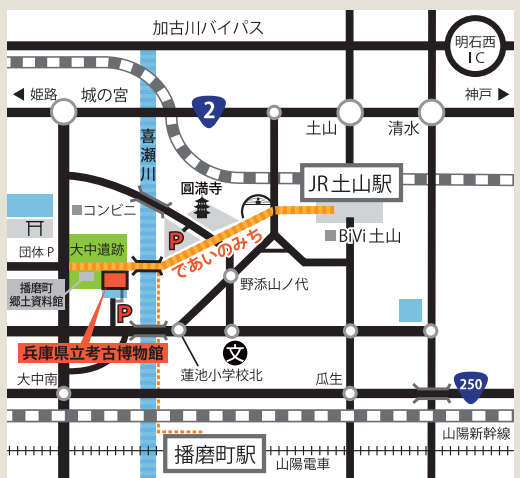 加古川バイパス
明石西
IC
姫路
城の宮
2
土山
清水
神戸
喜瀬川
圓満寺
JR土山駅
コンビニ
P
BiVi土山
団体P
大中遺跡
であいのみち
播磨町
郷土資料館
野添山ノ代
P
兵庫県立考古博物館
文
蓮池小学校北
大中南
瓜生
250
山陽新幹線
播磨町駅
山陽電車